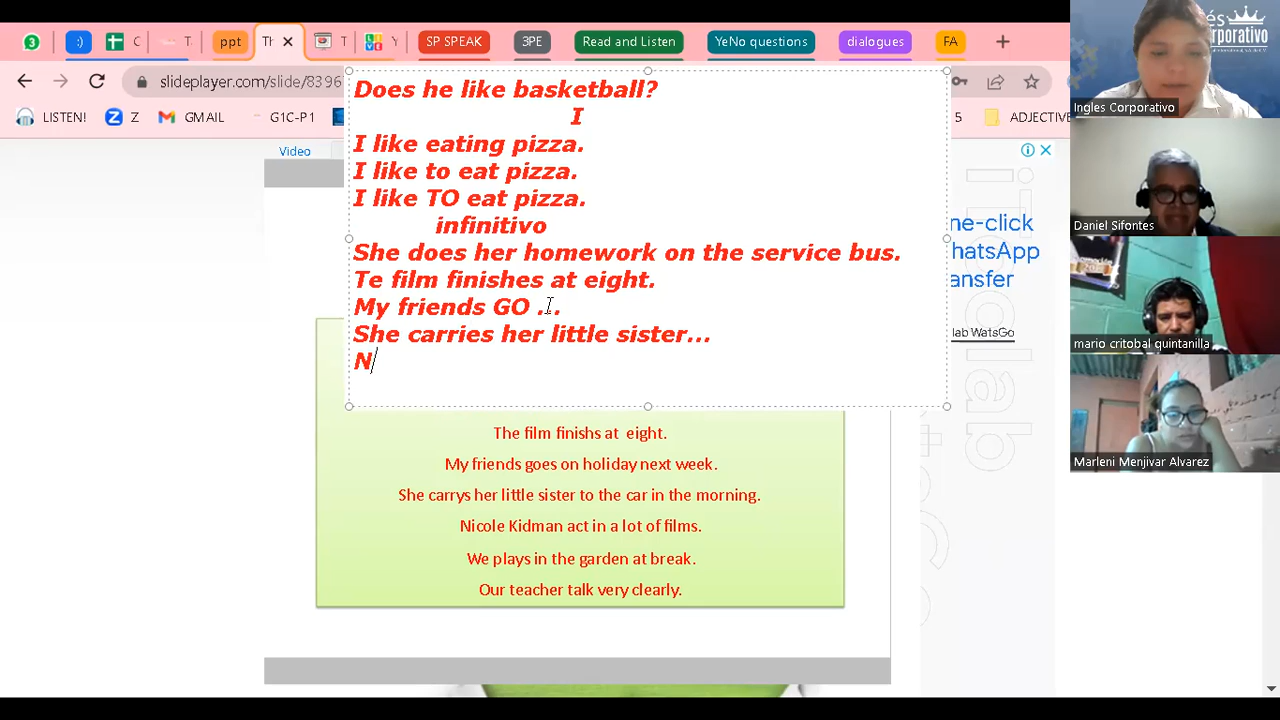 :)
C
T
ppt
Th
T
Y
SP SPEAK
3PE
Read and Listen
YeNo questions
dialogues
FA
slideplayer.com/slide/8396
LISTEN!
Z
GMAIL
G1C-P1
5
ADJECTIVE
Video
Does he like basketball?
I
I like eating pizza.
I like to eat pizza.
I like TO eat pizza.
infinitivo
She does her homework on the service bus.
Te film finishes at eight.
My friends GO ...
She carries her little sister...
N
The film finishs at eight.
My friends goes on holiday next week.
She carrys her little sister to the car in the morning.
Nicole Kidman act in a lot of films.
We plays in the garden at break.
Our teacher talk very clearly.
ne-click
hatsApp
ansfer
lab WatsGo
iTo lab
és
orporativo
Ingles Corporativo
Daniel Sifontes
mario critobal quintanilla
Marleni Menjivar Alvarez